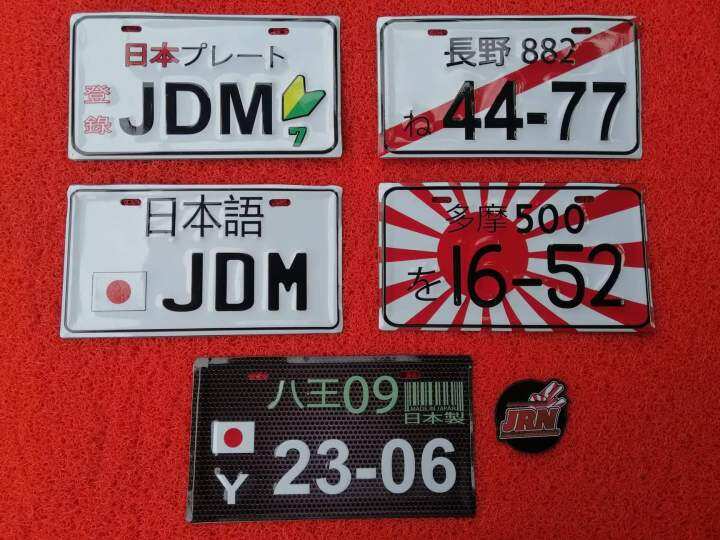 日本プレート
登録 JDM
7
長野 882
ね 44-77
日本語
JDM
多摩 500
を 16-52
八王 09
MADE IN JAPAN
日本製
Y 23-06
JRN